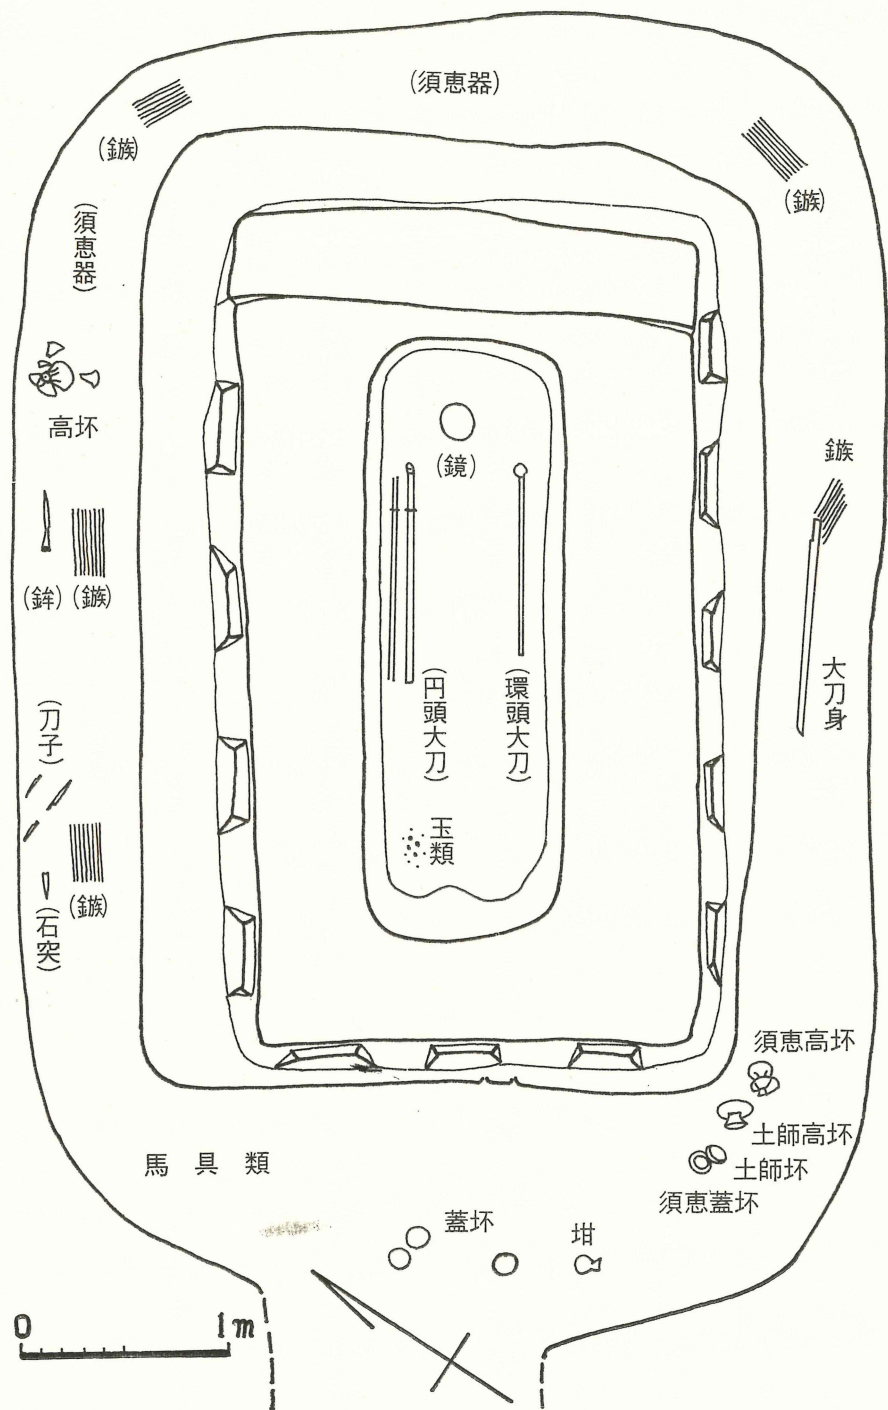 (須恵器)
(鏃)
(鏃)
(須恵器)
高坏
(鏡)
鏃
(鉾)
(鏃)
(円頭大刀)
(環頭大刀)
大刀身
(刀子)
玉類
(鏃)
(石突)
須恵高坏
土師高坏
土師坏
須恵蓋坏
馬具類
蓋坏
坩
0 1m